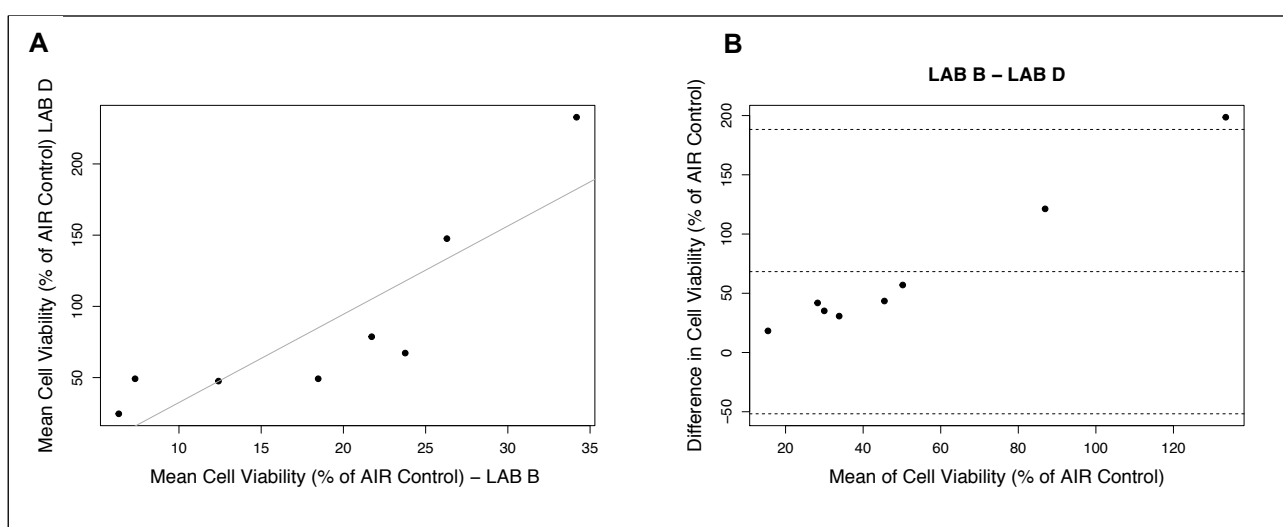 A
Mean Cell Viability (% of AIR Control) LAB D
200
150
100
50
10 15 20 25 30 35
Mean Cell Viability (% of AIR Control) – LAB B
B
LAB B – LAB D
Difference in Cell Viability (% of AIR Control)
200
150
100
50
0
−50
20 40 60 80 100 120
Mean of Cell Viability (% of AIR Control)